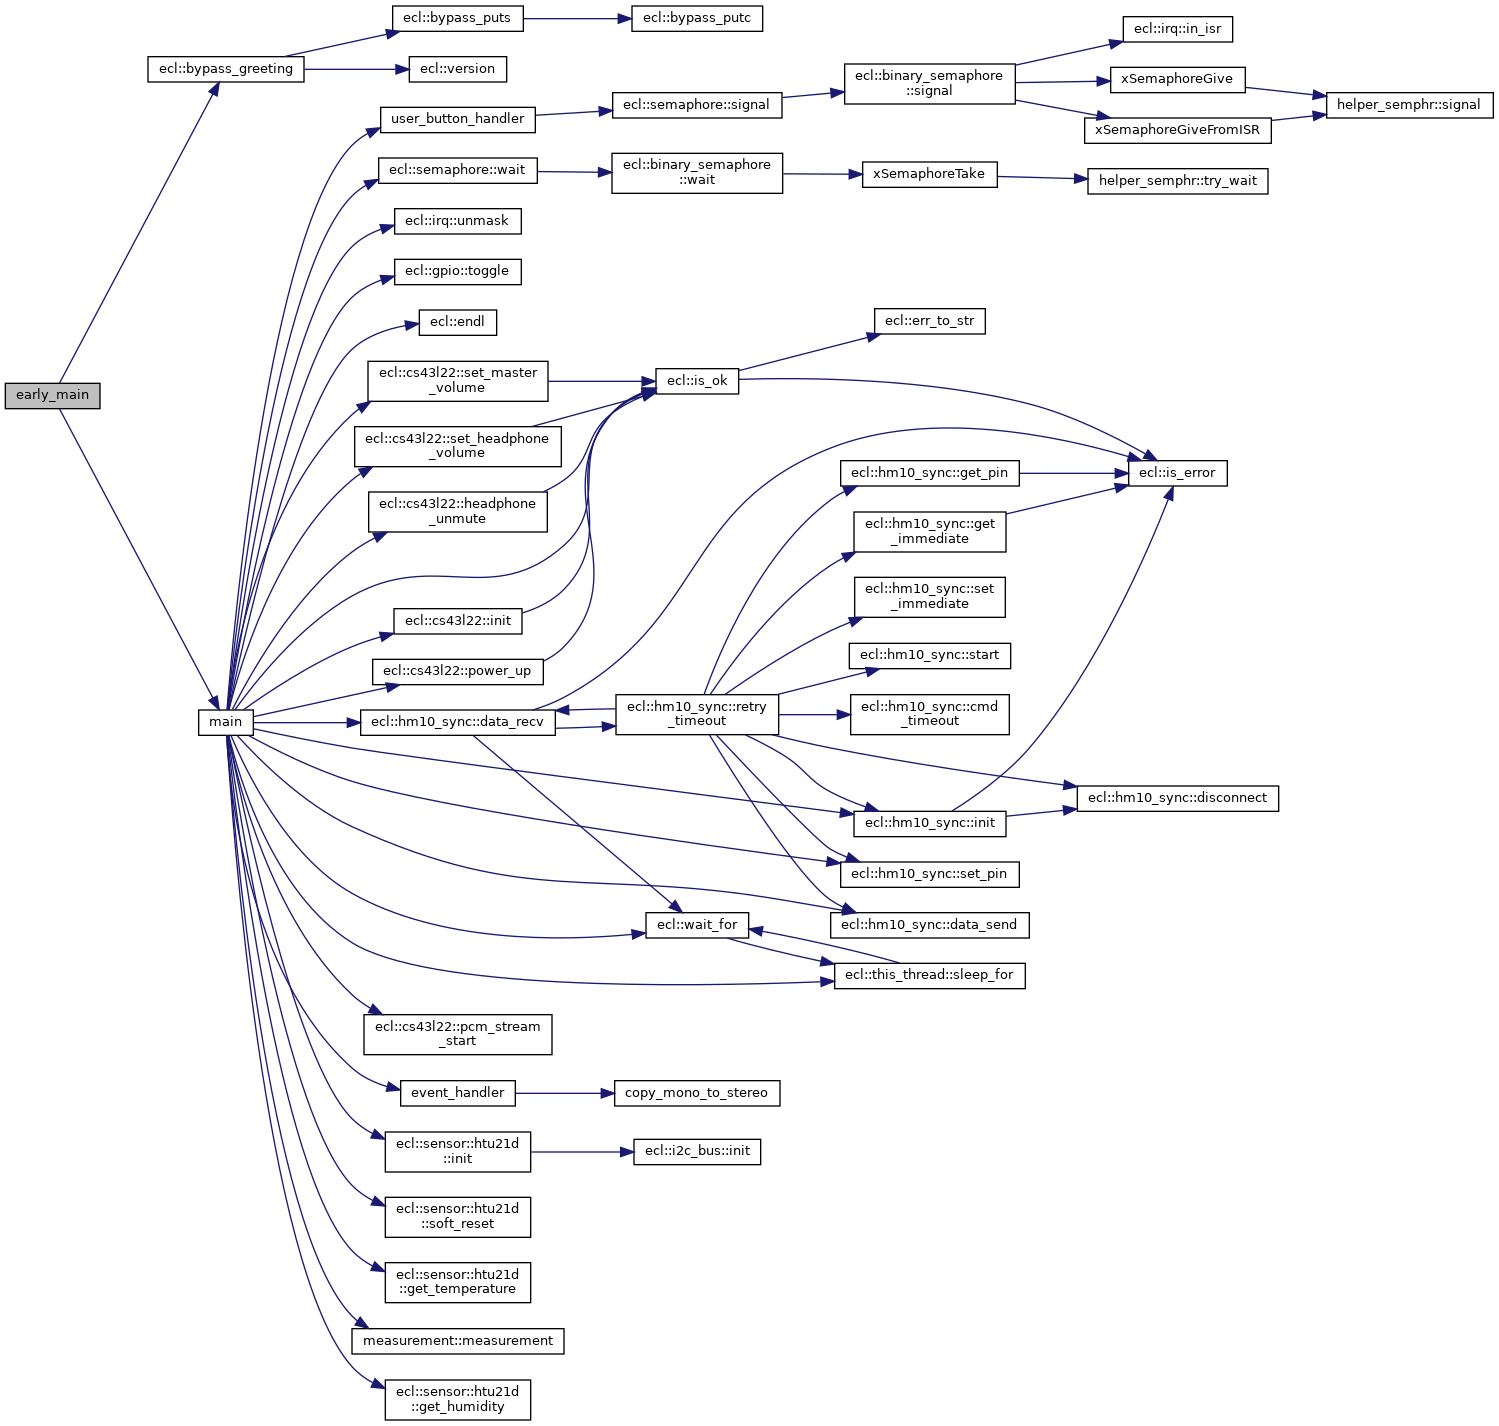 early_main
ecl::bypass_greeting
ecl::bypass_puts
ecl::bypass_putc
ecl::version
main
user_button_handler
ecl::semaphore::signal
ecl::binary_semaphore
::signal
ecl::irq::in_isr
xSemaphoreGive
xSemaphoreGiveFromISR
helper_semphr::signal
ecl::semaphore::wait
ecl::binary_semaphore
::wait
xSemaphoreTake
helper_semphr::try_wait
ecl::irq::unmask
ecl::gpio::toggle
ecl::endl
ecl::cs43l22::set_master
_volume
ecl::is_ok
ecl::err_to_str
ecl::is_error
ecl::cs43l22::set_headphone
_volume
ecl::cs43l22::headphone
_unmute
ecl::cs43l22::init
ecl::cs43l22::power_up
ecl::hm10_sync::data_recv
ecl::hm10_sync::retry
_timeout
ecl::hm10_sync::get_pin
ecl::hm10_sync::get
_immediate
ecl::hm10_sync::set
_immediate
ecl::hm10_sync::start
ecl::hm10_sync::cmd
_timeout
ecl::hm10_sync::disconnect
ecl::hm10_sync::init
ecl::hm10_sync::set_pin
ecl::hm10_sync::data_send
ecl::wait_for
ecl::this_thread::sleep_for
ecl::cs43l22::pcm_stream
_start
event_handler
copy_mono_to_stereo
ecl::sensor::htu21d
::init
ecl::i2c_bus::init
ecl::sensor::htu21d
::soft_reset
ecl::sensor::htu21d
::get_temperature
measurement::measurement
ecl::sensor::htu21d
::get_humidity